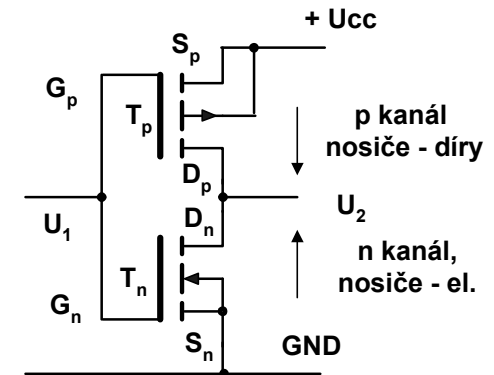 + Ucc
Sp
Gp
Tp
p kanál
nosiče - díry
Dp
U1
Dn
U2
Tn
n kanál,
nosiče - el.
Gn
Sn
GND